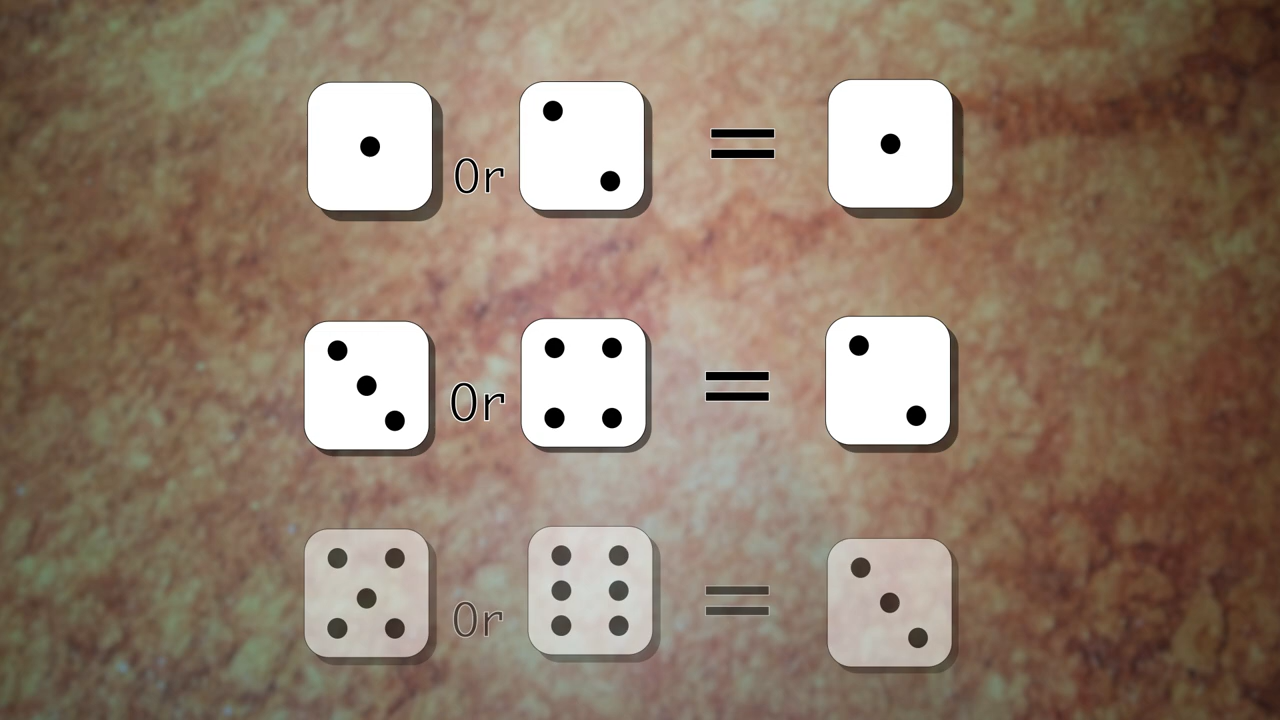 Or =
Or =
Or =